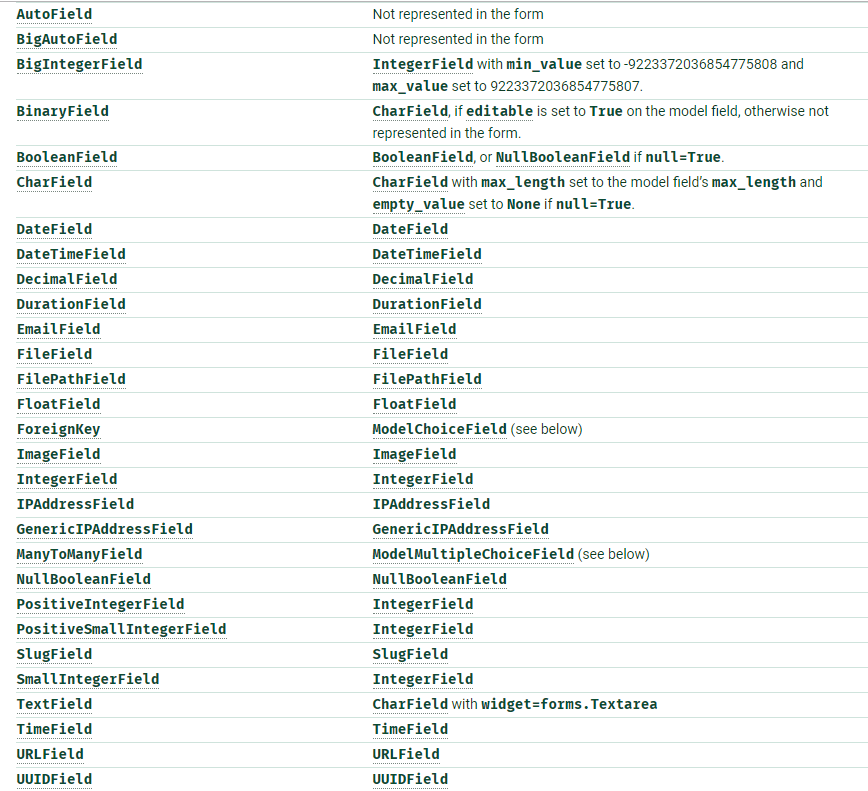 AutoField Not represented in the form
BigAutoField Not represented in the form
BigIntegerField IntegerField with min_value set to -9223372036854775808 and
max_value set to 9223372036854775807.
BinaryField CharField, if editable is set to True on the model field, otherwise not
represented in the form.
BooleanField BooleanField, or NullBooleanField if null=True.
CharField CharField with max_length set to the model field’s max_length and
empty_value set to None if null=True.
DateField DateField
DateTimeField DateTimeField
DecimalField DecimalField
DurationField DurationField
EmailField EmailField
FileField FileField
FilePathField FilePathField
FloatField FloatField
ForeignKey ModelChoiceField (see below)
ImageField ImageField
IntegerField IntegerField
IPAddressField IPAddressField
GenericIPAddressField GenericIPAddressField
ManyToManyField ModelMultipleChoiceField (see below)
NullBooleanField NullBooleanField
PositiveIntegerField IntegerField
PositiveSmallIntegerField IntegerField
SlugField SlugField
SmallIntegerField IntegerField
TextField CharField with widget=forms.Textarea
TimeField TimeField
URLField URLField
UUIDField UUIDField